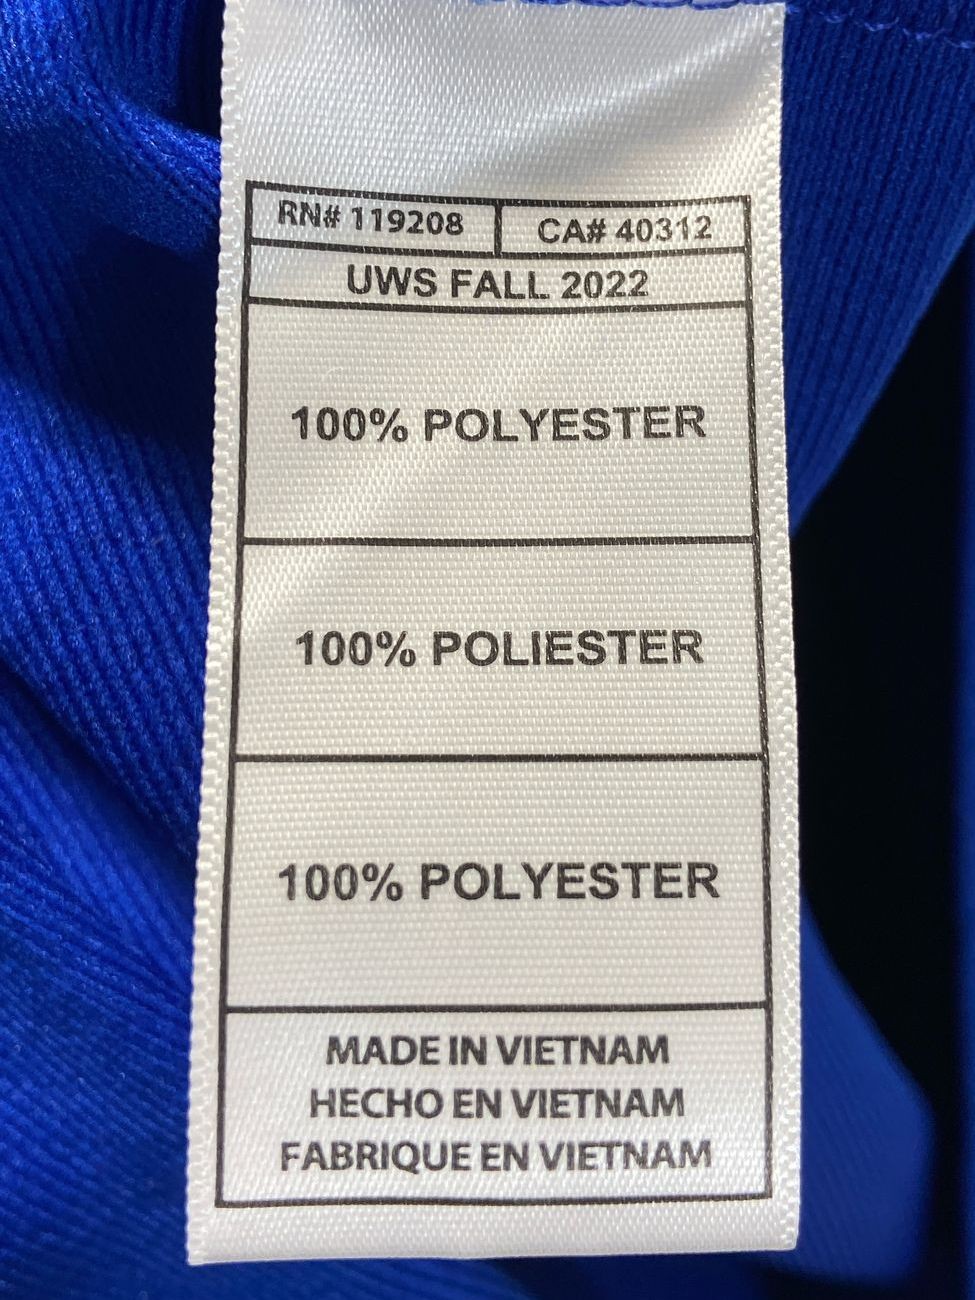 RN# 119208 CA# 40312
UWS FALL 2022
100% POLYESTER
100% POLIESTER
100% POLYESTER
MADE IN VIETNAM
HECHO EN VIETNAM
FABRIQUE EN VIETNAM